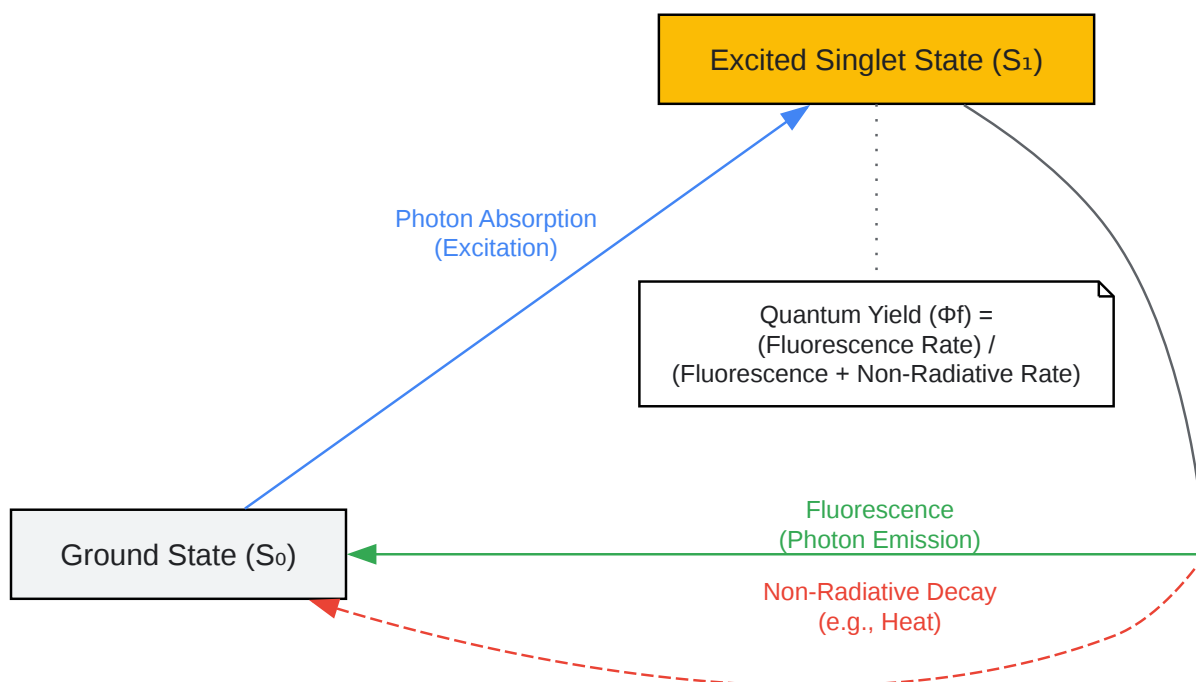 Excited Singlet State (S₁)
Photon Absorption
(Excitation)
Quantum Yield (Φf) =
(Fluorescence Rate) /
(Fluorescence + Non-Radiative Rate)
Fluorescence
(Photon Emission)
Ground State (S₀)
Non-Radiative Decay
(e.g., Heat)